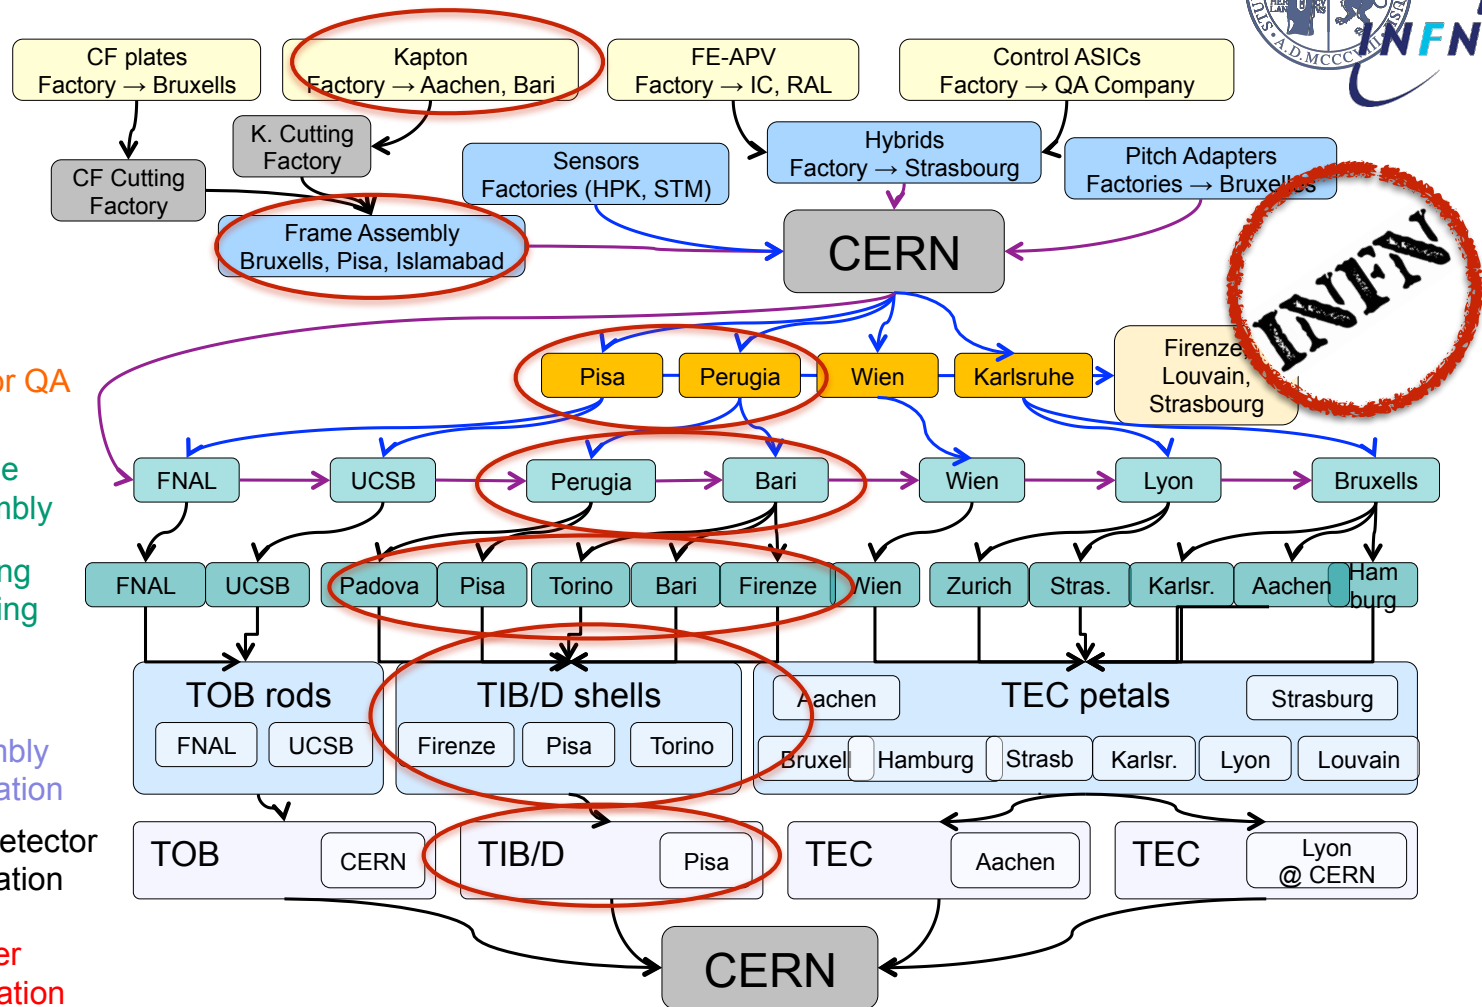 A.D.MCCCVIII
INFN
CF plates
Factory → Bruxells
Kapton
Factory → Aachen, Bari
FE-APV
Factory → IC, RAL
Control ASICs
Factory → QA Company
K. Cutting
Factory
CF Cutting
Factory
Sensors
Factories (HPK, STM)
Hybrids
Factory → Strasbourg
Pitch Adapters
Factories → Bruxelles
Frame Assembly
Bruxells, Pisa, Islamabad
CERN
INFN
or QA
Pisa
Perugia
Wien
Karlsruhe
Firenze,
Louvain,
Strasbourg
e
mbly
FNAL
UCSB
Perugia
Bari
Wien
Lyon
Bruxells
ng
ing
FNAL
UCSB
Padova
Pisa
Torino
Bari
Firenze
Wien
Zurich
Stras.
Karlsr.
Aachen
Ham
burg
TOB rods
FNAL
UCSB
TIB/D shells
Firenze
Pisa
Torino
TEC petals
Aachen
Strasburg
Bruxell
Hamburg
Strasb
Karlsr.
Lyon
Louvain
mbly
ation
etector
ation
TOB
CERN
TIB/D
Pisa
TEC
Aachen
TEC
Lyon
@ CERN
er
ation
CERN